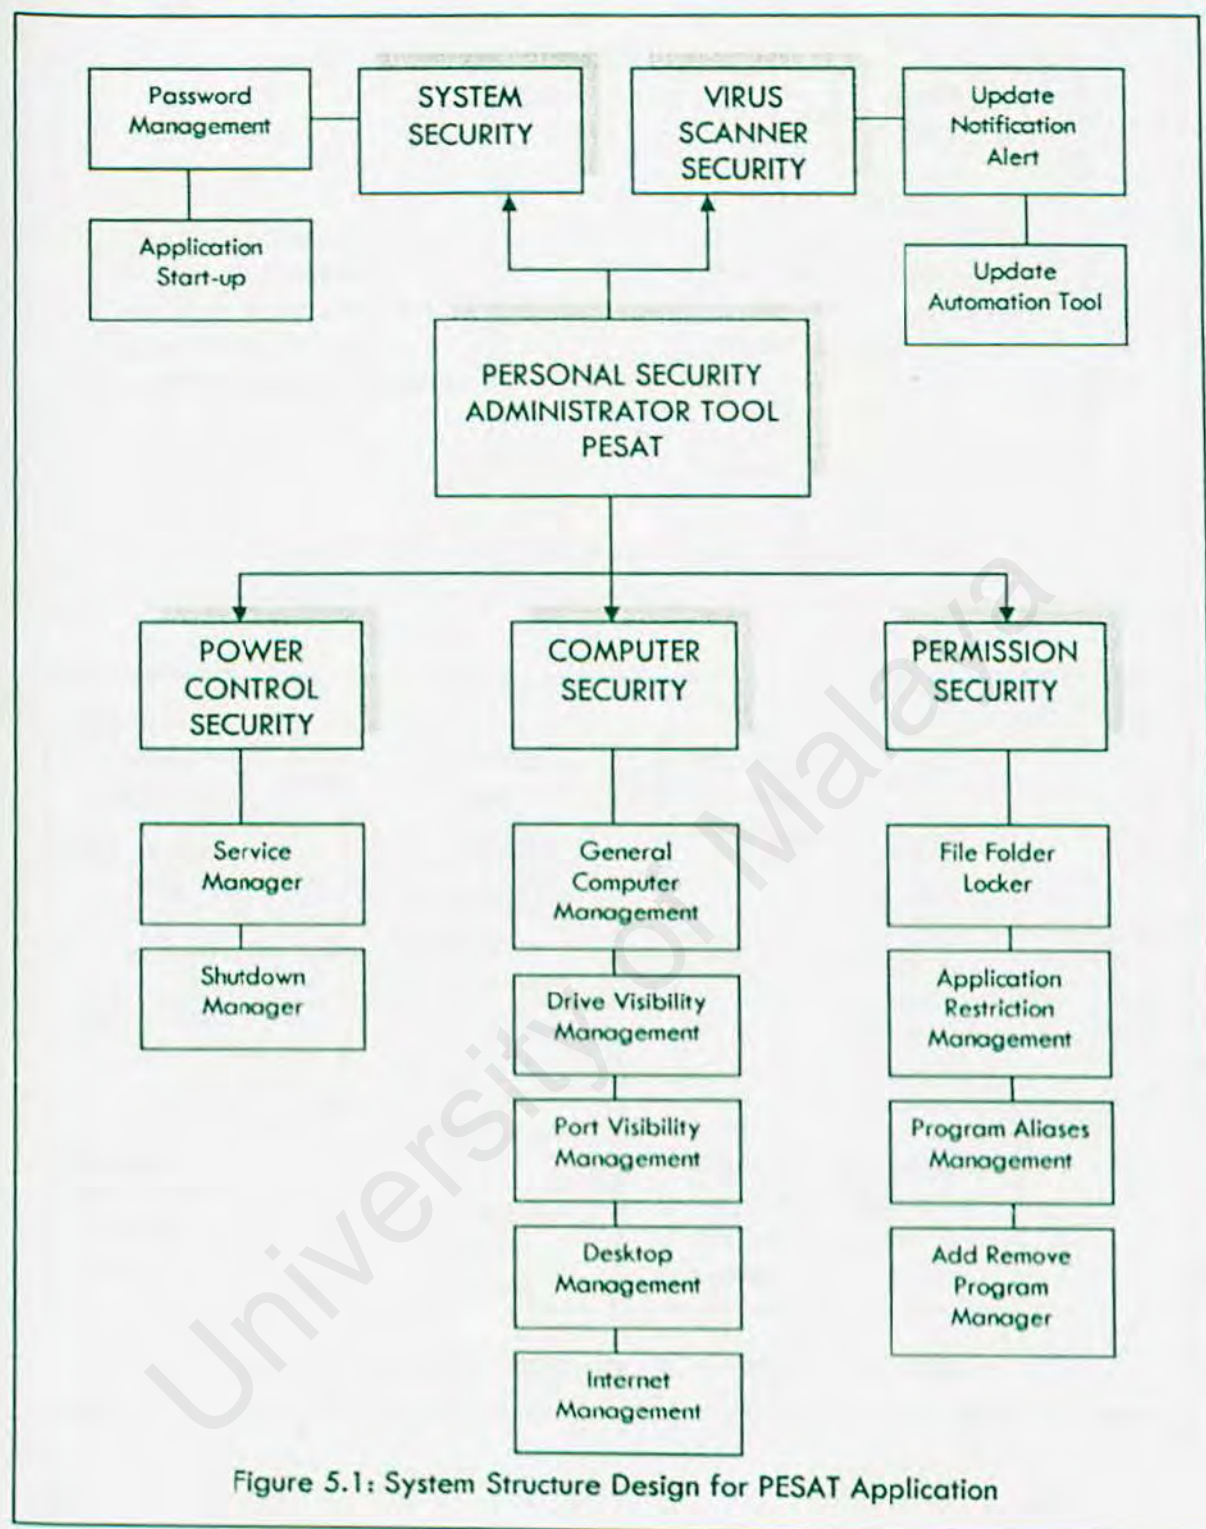 Password
Management
SYSTEM
SECURITY
VIRUS
SCANNER
SECURITY
Update
Notification
Alert
Application
Start-up
Update
Automation Tool
PERSONAL SECURITY
ADMINISTRATOR TOOL
PESAT
POWER
CONTROL
SECURITY
COMPUTER
SECURITY
PERMISSION
SECURITY
Service
Manager
Shutdown
Manager
General
Computer
Management
Drive Visibility
Management
Port Visibility
Management
Desktop
Management
Internet
Management
File Folder
Locker
Application
Restriction
Management
Program Aliases
Management
Add Remove
Program
Manager
University of Malaya
Figure 5.1: System Structure Design for PESAT Application